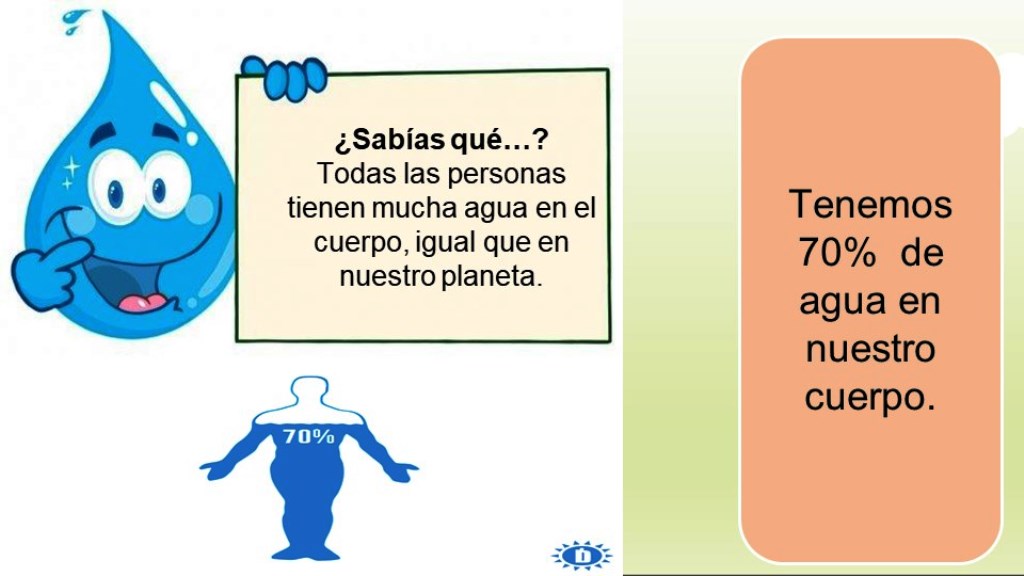 ¿Sabías qué...?
Todas las personas
tienen mucha agua en el
cuerpo, igual que en
nuestro planeta.
70%
Tenemos
70% de
agua en
nuestro
cuerpo.